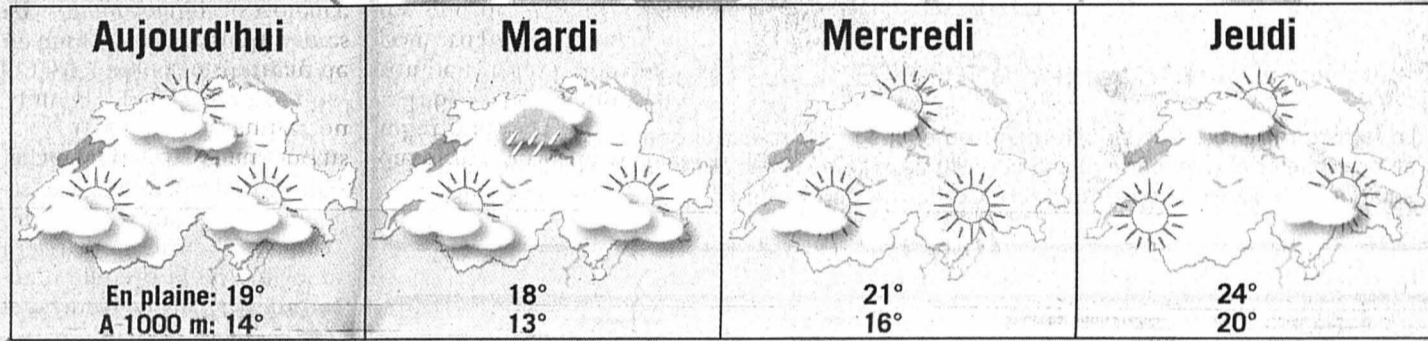 Aujourd'hui
En plaine: 19°
A 1000 m: 14°
Mardi
18°
13°
Mercredi
21°
16°
Jeudi
24°
20°